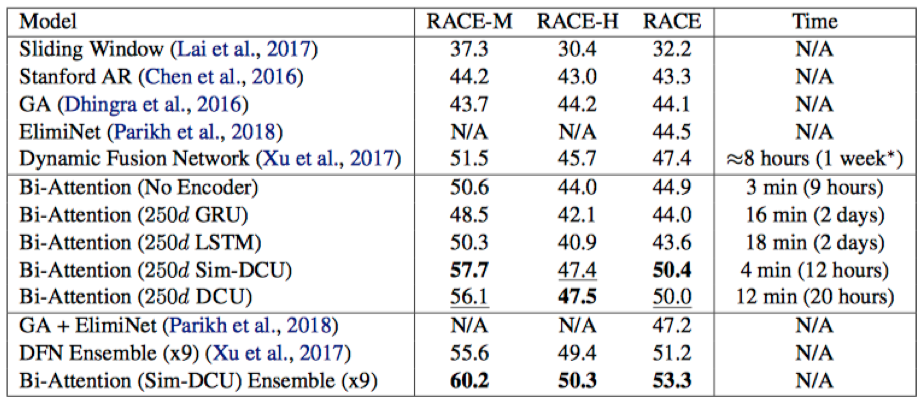 Model RACE-M RACE-H RACE Time
Sliding Window (Lai et al., 2017) 37.3 30.4 32.2 N/A
Stanford AR (Chen et al., 2016) 44.2 43.0 43.3 N/A
GA (Dhingra et al., 2016) 43.7 44.2 44.1 N/A
ElimiNet (Parikh et al., 2018) N/A N/A 44.5 N/A
Dynamic Fusion Network (Xu et al., 2017) 51.5 45.7 47.4 ≈8 hours (1 week*)
Bi-Attention (No Encoder) 50.6 44.0 44.9 3 min (9 hours)
Bi-Attention (250d GRU) 48.5 42.1 44.0 16 min (2 days)
Bi-Attention (250d LSTM) 50.3 40.9 43.6 18 min (2 days)
Bi-Attention (250d Sim-DCU) 57.7 47.4 50.4 4 min (12 hours)
Bi-Attention (250d DCU) 56.1 47.5 50.0 12 min (20 hours)
GA + ElimiNet (Parikh et al., 2018) N/A N/A 47.2 N/A
DFN Ensemble (x9) (Xu et al., 2017) 55.6 49.4 51.2 N/A
Bi-Attention (Sim-DCU) Ensemble (x9) 60.2 50.3 53.3 N/A